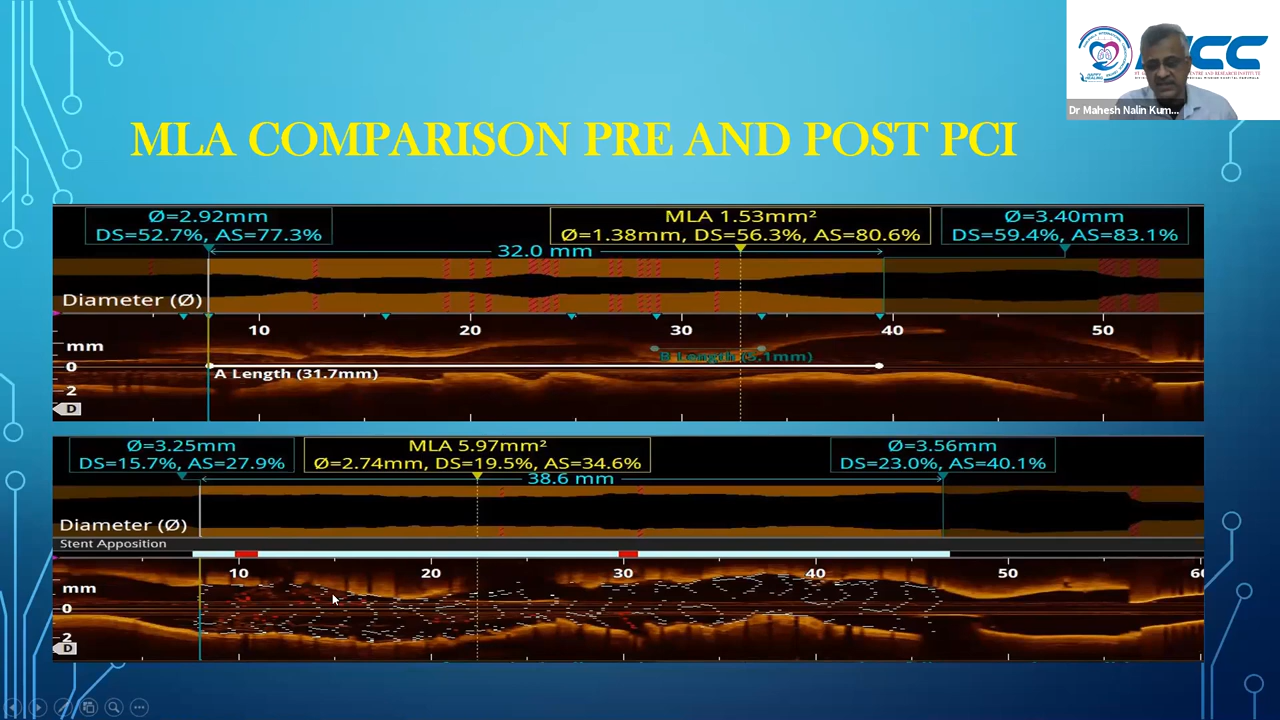 CC
HAPPY HEALING
Dr Mahesh Nalin Kum...
MLA COMPARISON PRE AND POST PCI
Ø=2.92mm
DS=52.7%, AS=77.3%
MLA 1.53mm²
Ø=1.38mm, DS=56.3%, AS=80.6%
Ø=3.40mm
DS=59.4%, AS=83.1%
32.0 mm
Diameter (Ø)
10 20 30 40 50
mm
B Length (5.1mm)
0
A Length (31.7mm)
2
D
Ø=3.25mm
DS=15.7%, AS=27.9%
MLA 5.97mm²
Ø=2.74mm, DS=19.5%, AS=34.6%
Ø=3.56mm
DS=23.0%, AS=40.1%
38.6 mm
Diameter (Ø)
Stent Apposition
10 20 30 40 50 60
mm
0
2
D